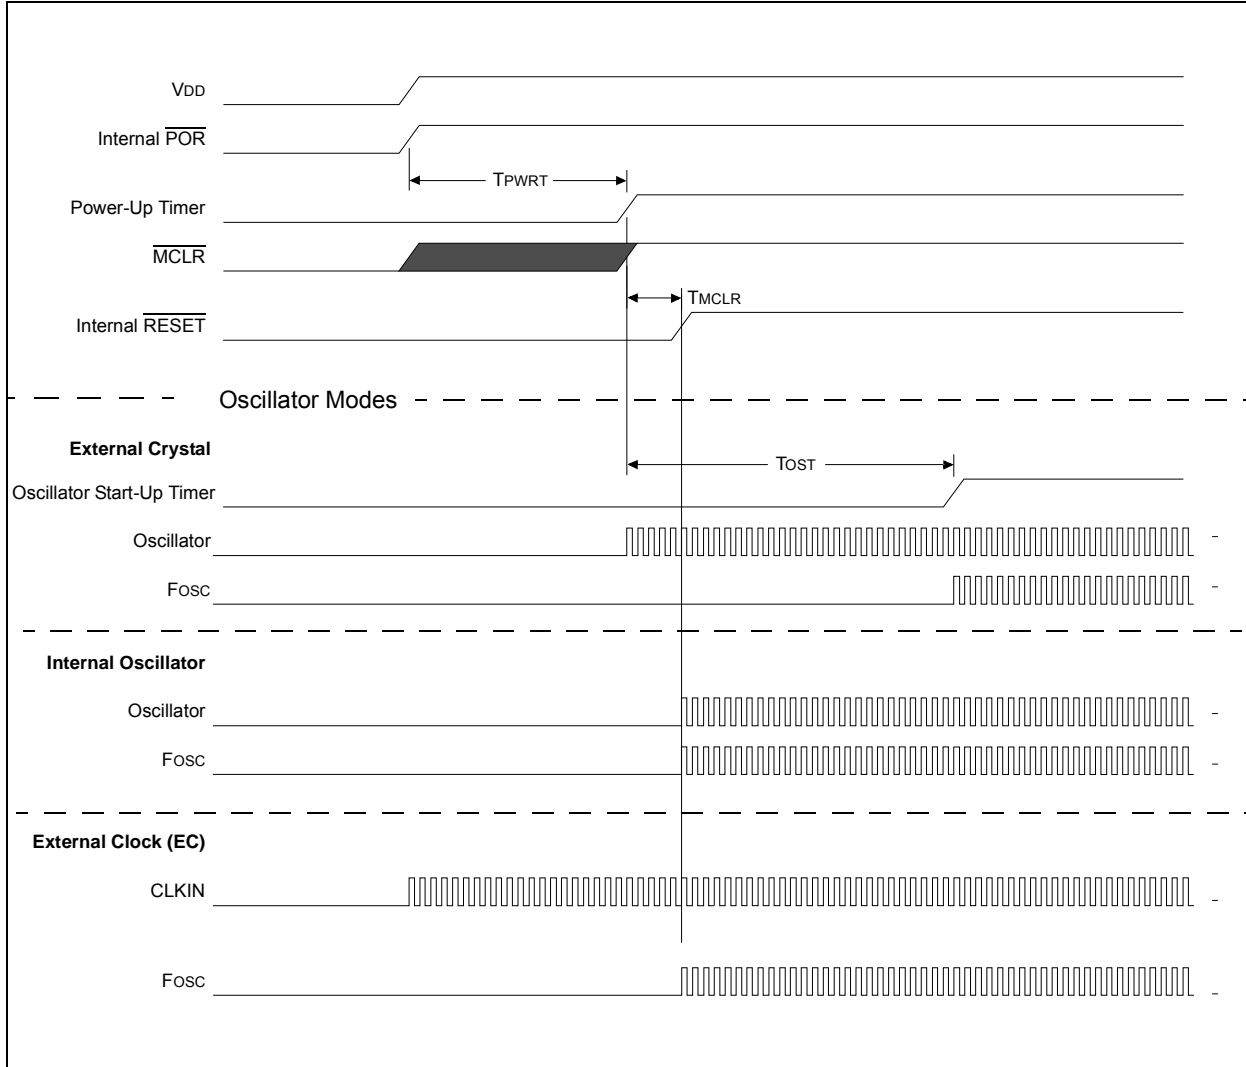 VDD
Internal POR
TPWRT
Power-Up Timer
MCLR
TMCLR
Internal RESET
Oscillator Modes
External Crystal
TOST
Oscillator Start-Up Timer
Oscillator
FOSC
Internal Oscillator
Oscillator
FOSC
External Clock (EC)
CLKIN
FOSC